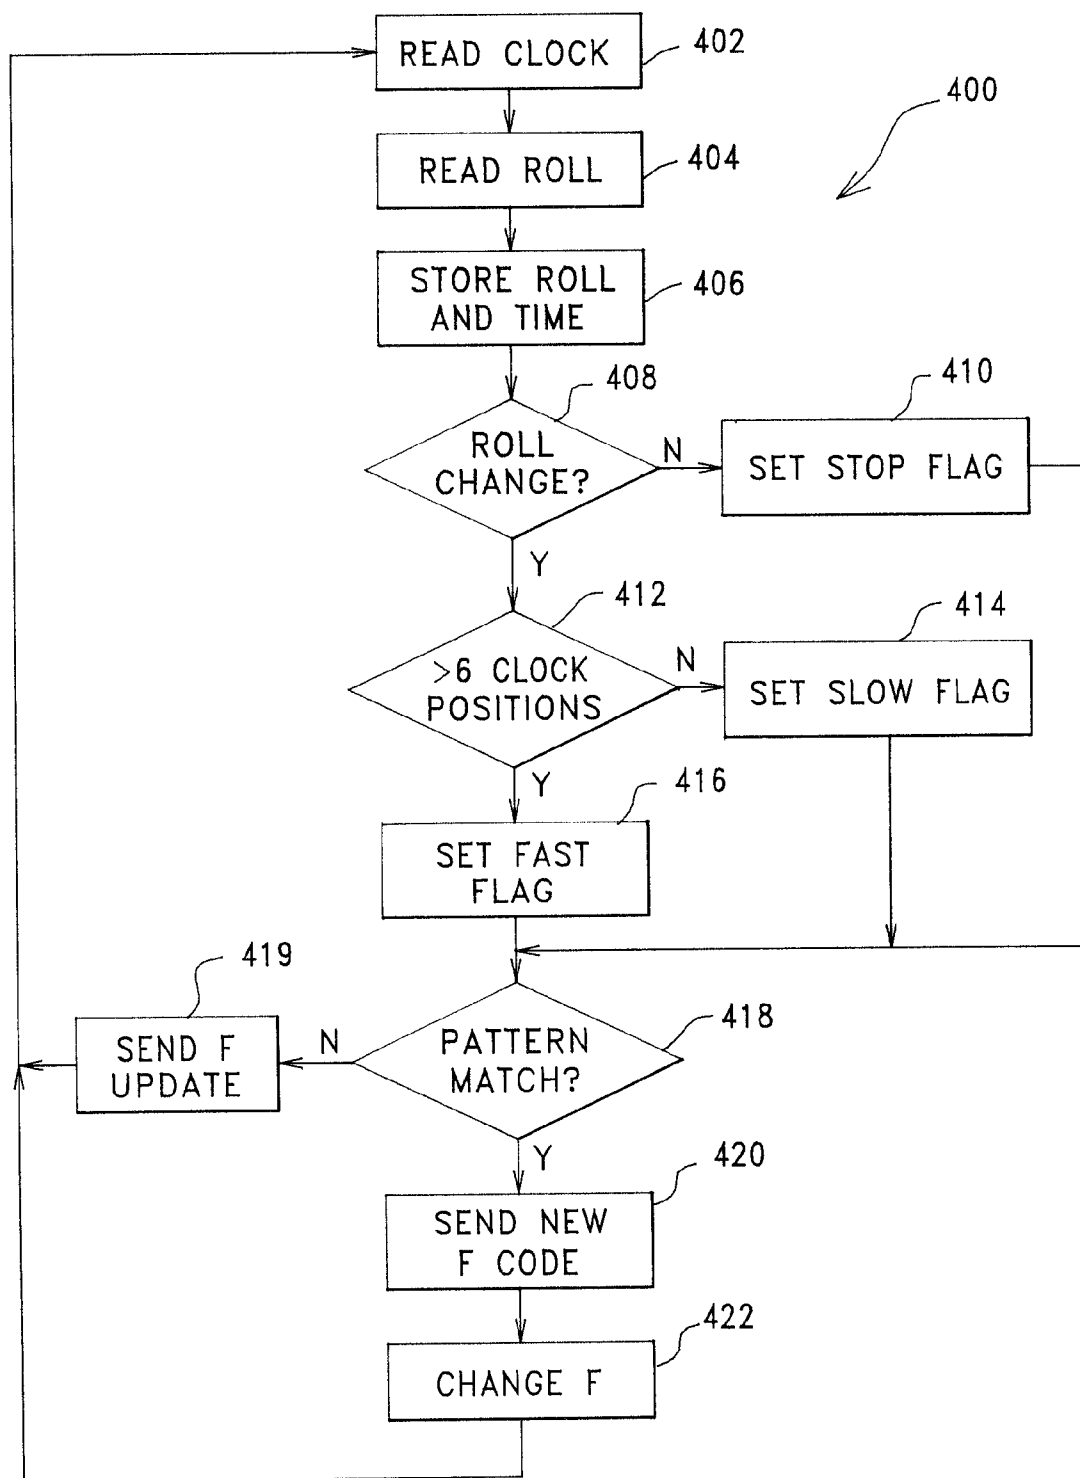 READ CLOCK
402
400
READ ROLL
404
STORE ROLL
AND TIME
406
408
ROLL
CHANGE?
N
410
SET STOP FLAG
Y
412
>6 CLOCK
POSITIONS
N
414
SET SLOW FLAG
Y
416
SET FAST
FLAG
419
SEND F
UPDATE
N
PATTERN
MATCH?
418
Y
420
SEND NEW
F CODE
422
CHANGE F